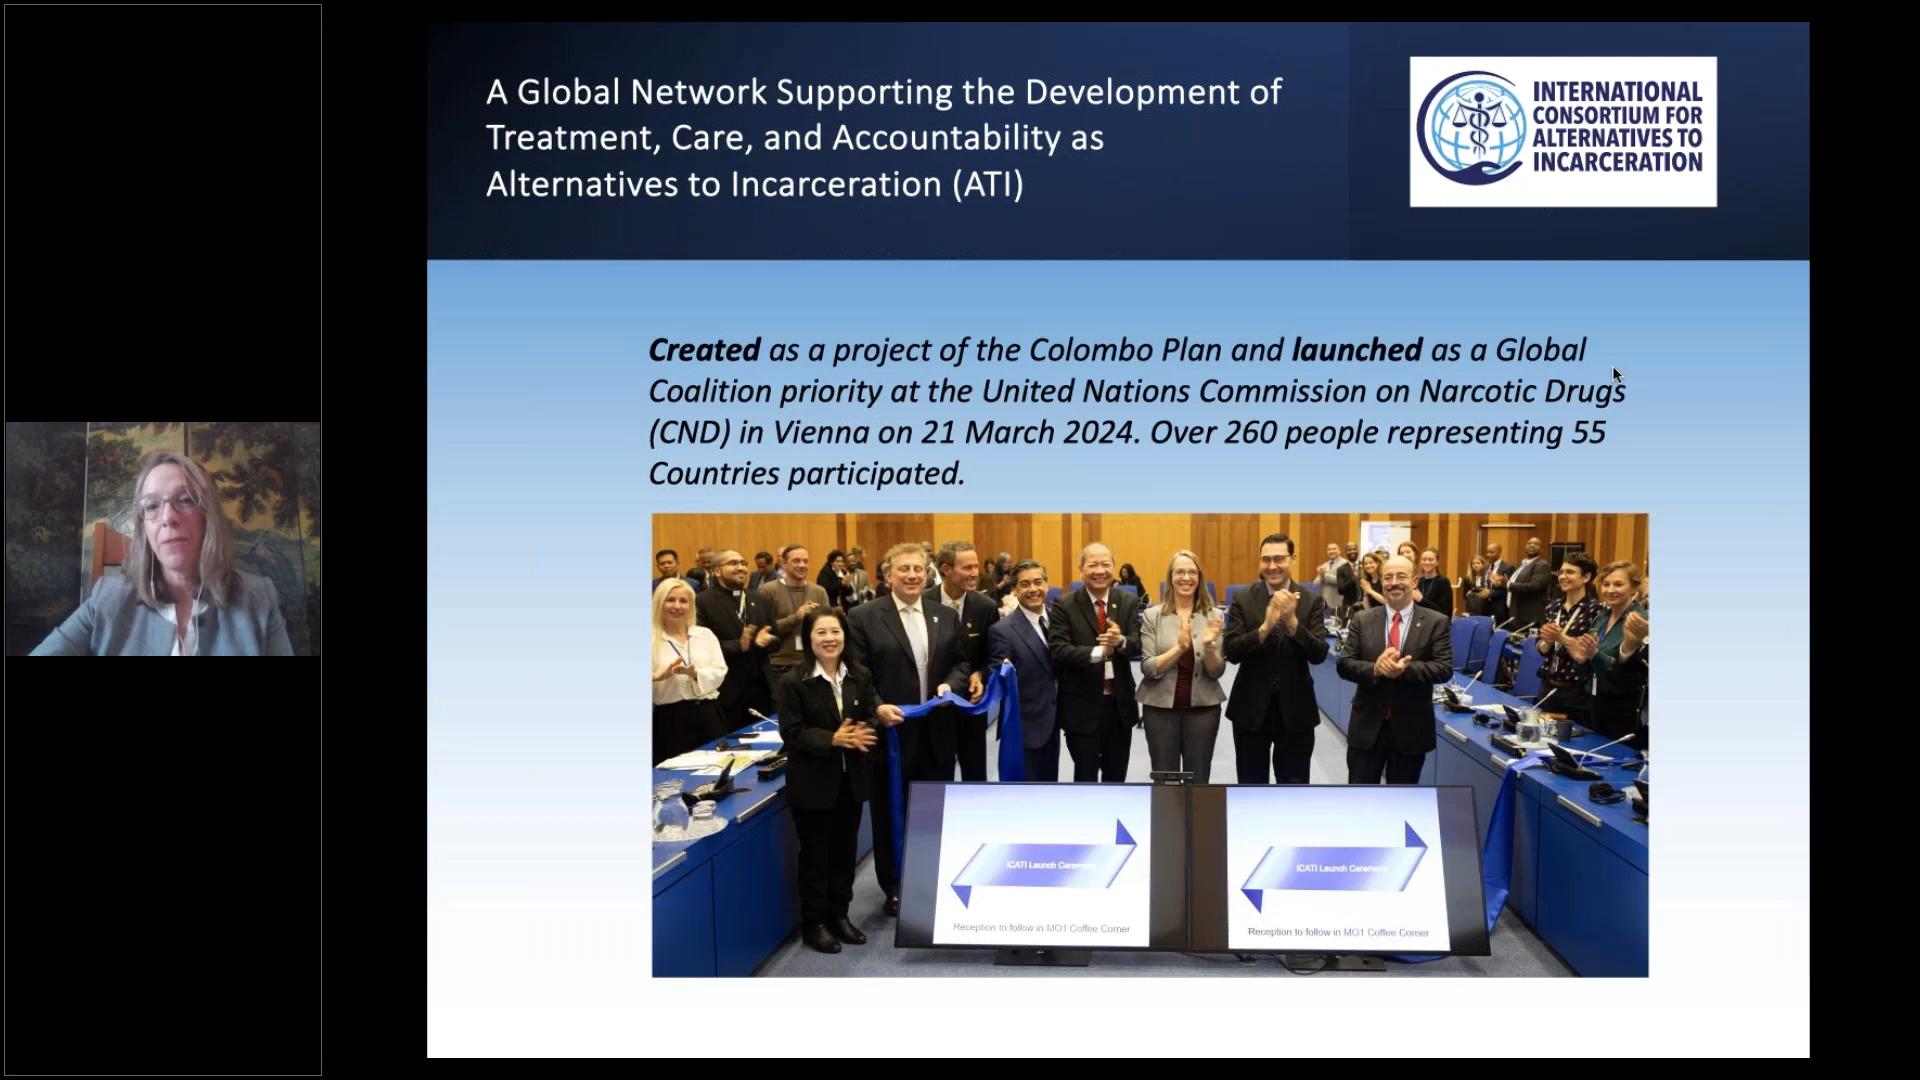 A Global Network Supporting the Development of
Treatment, Care, and Accountability as
Alternatives to Incarceration (ATI)
INTERNATIONAL
CONSORTIUM FOR
ALTERNATIVES TO
INCARCERATION
Created as a project of the Colombo Plan and launched as a Global
Coalition priority at the United Nations Commission on Narcotic Drugs
(CND) in Vienna on 21 March 2024. Over 260 people representing 55
Countries participated.
ICATI Launch Ceremony
Reception to follow in MO1 Coffee Corner
ICATI Launch Ceremony
Reception to follow in MO1 Coffee Corner